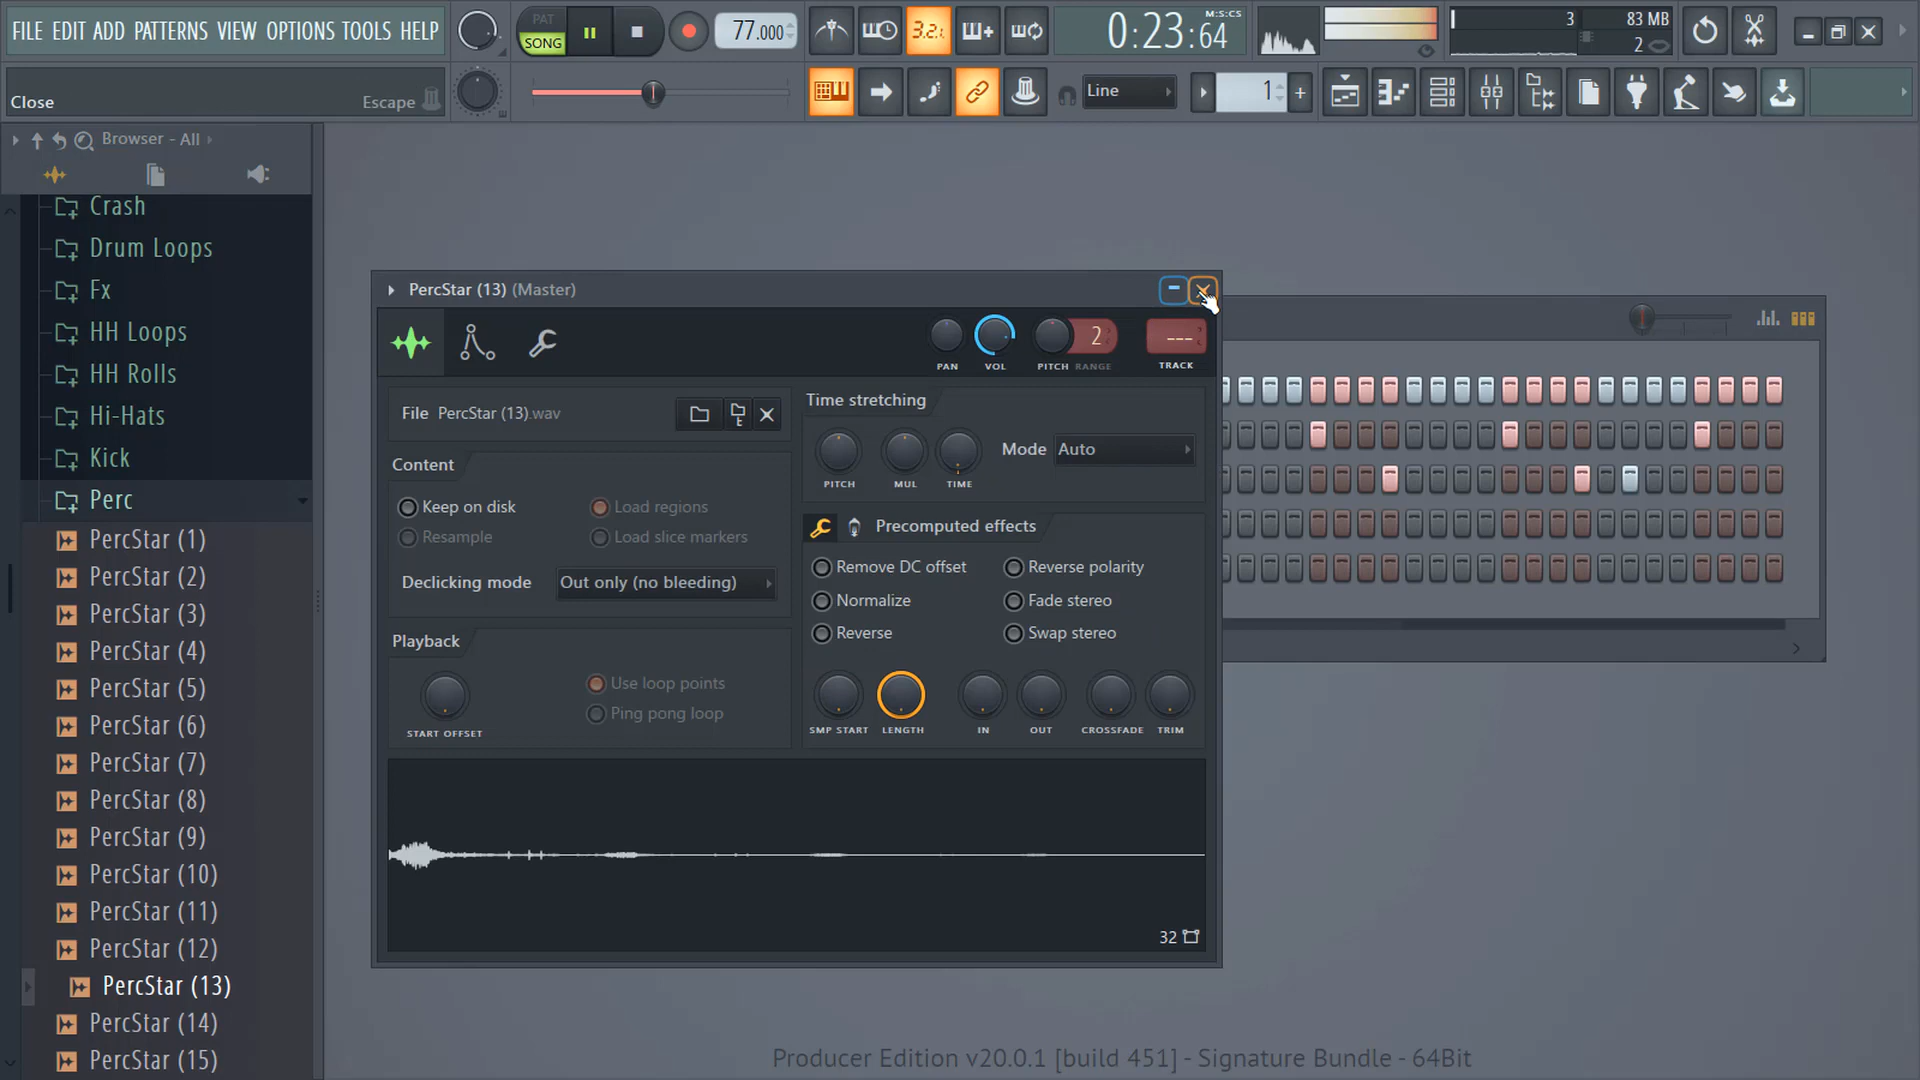 FILE EDIT ADD PATTERNS VIEW OPTIONS TOOLS HELP
PAT
SONG
77.000
3.2.
0:23:64
M:S:CS
3
83 MB
2
Close
Escape
Line
1
Browser - All
Crash
Drum Loops
Fx
HH Loops
HH Rolls
Hi-Hats
Kick
Perc
PercStar (1)
PercStar (2)
PercStar (3)
PercStar (4)
PercStar (5)
PercStar (6)
PercStar (7)
PercStar (8)
PercStar (9)
PercStar (10)
PercStar (11)
PercStar (12)
PercStar (13)
PercStar (14)
PercStar (15)
PercStar (13) (Master)
2
---
PAN
VOL
PITCH RANGE
TRACK
File PercStar (13).wav
Content
Keep on disk
Load regions
Resample
Load slice markers
Declicking mode
Out only (no bleeding)
Playback
Use loop points
Ping pong loop
START OFFSET
Time stretching
Mode
Auto
PITCH
MUL
TIME
Precomputed effects
Remove DC offset
Reverse polarity
Normalize
Fade stereo
Reverse
Swap stereo
SMP START
LENGTH
IN
OUT
CROSSFADE
TRIM
32
Producer Edition v20.0.1 [build 451] - Signature Bundle - 64Bit